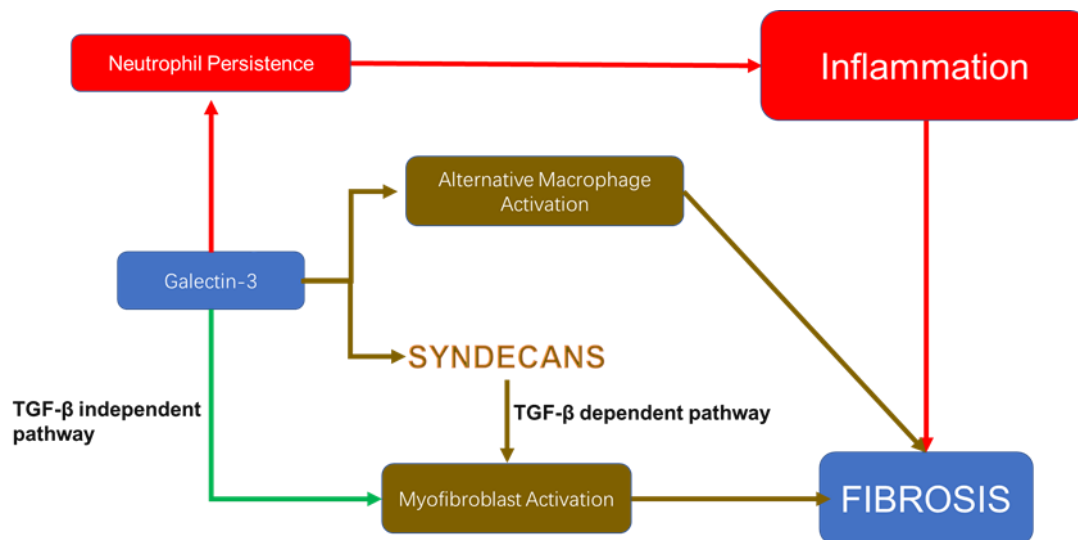 Neutrophil Persistence
Inflammation
Alternative Macrophage
Activation
Galectin-3
SYNDECANS
TGF-β independent
pathway
TGF-β dependent pathway
Myofibroblast Activation
FIBROSIS